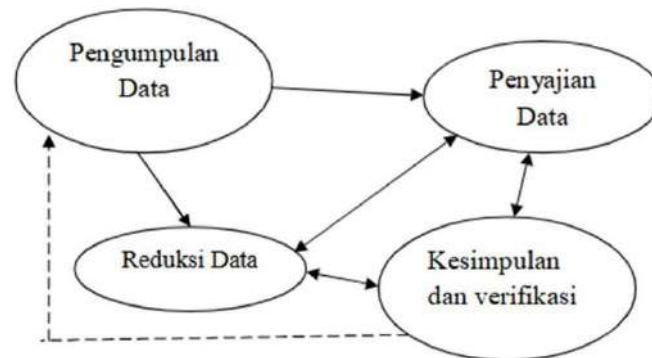 Pengumpulan
Data
Penyajian
Data
Reduksi Data
Kesimpulan
dan verifikasi